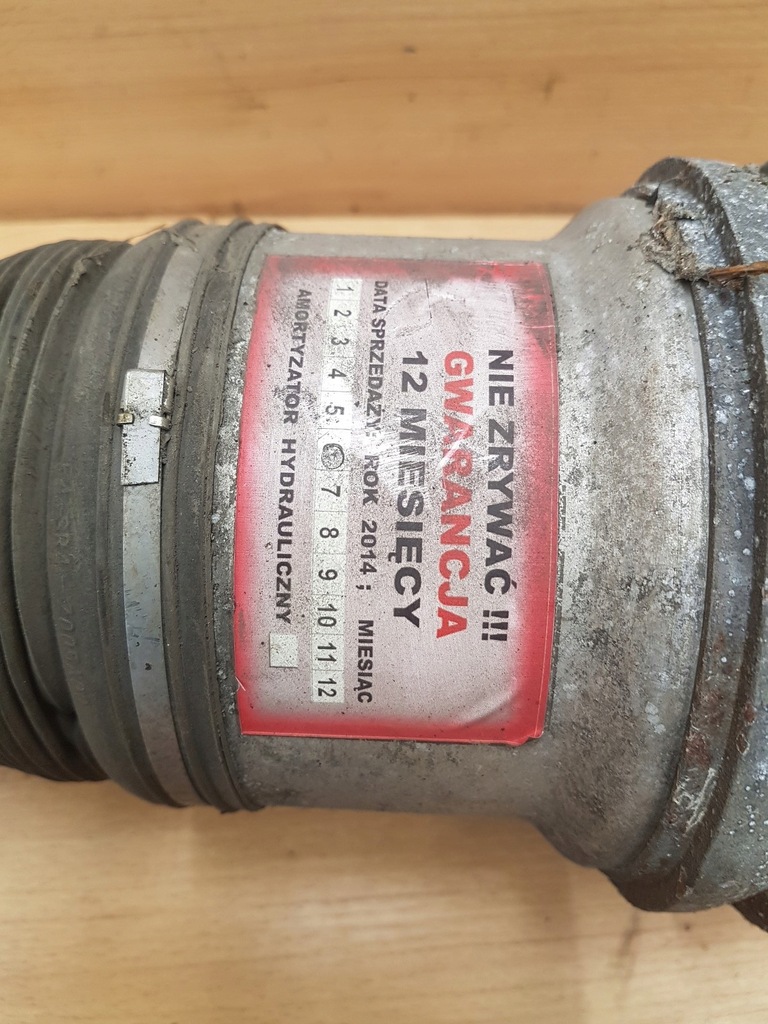 NIE ZRYWAĆ !!!
GWARANCJA
12 MIESIĘCY
DATA SPRZEDAŻY: ROK 2014 ; MIESIĄC
1 2 3 4 5 7 8 9 10 11 12
AMORTYZATOR HYDRAULICZNY